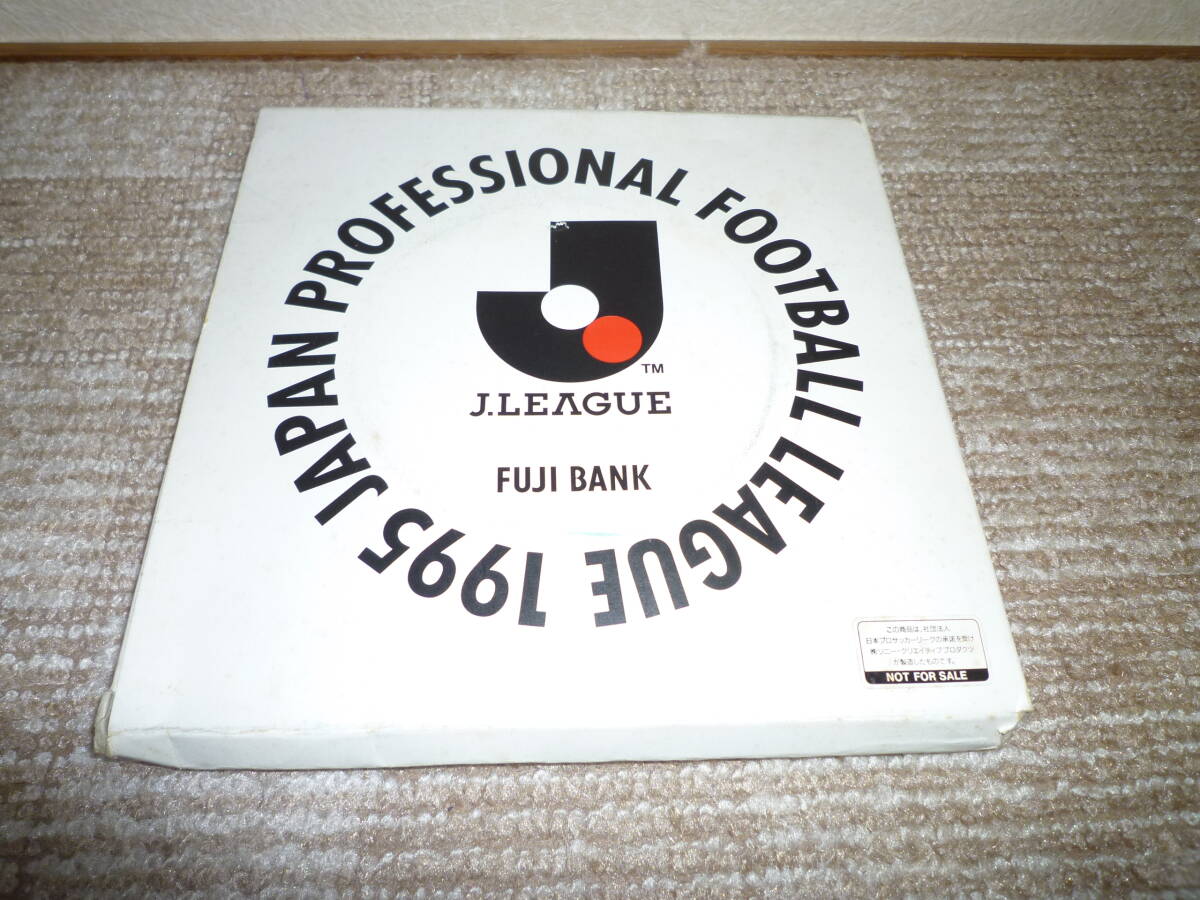 JAPAN PROFESSIONAL FOOTBALL LEAGUE 1995
TM
J.LEAGUE
FUJI BANK
この商品は、社団法人
日本プロサッカーリーグの承諾を受け
㈱ソニー・クリエイティブプロダクツ
が製造したものです。
NOT FOR SALE